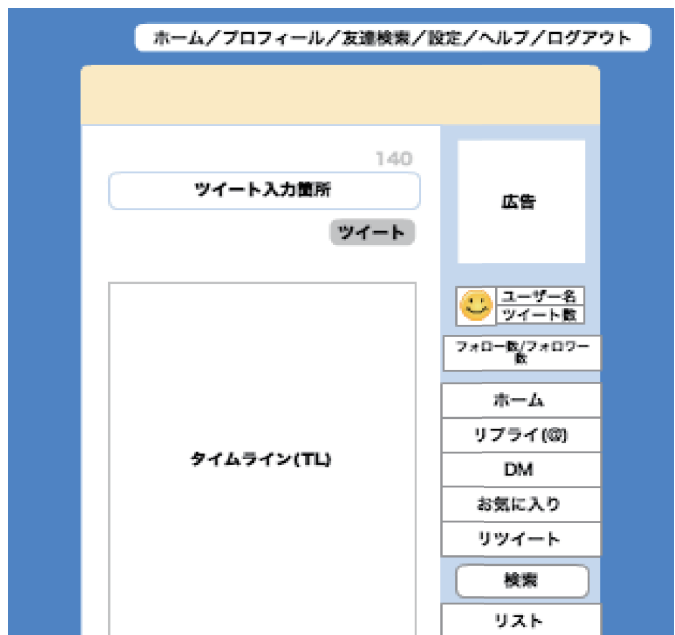 ホーム／プロフィール／友達検索／設定／ヘルプ／ログアウト
140
ツイート入力箇所
ツイート
タイムライン(TL)
広告
ユーザー名
ツイート数
フォロー数/フォロワー
数
ホーム
リプライ(@)
DM
お気に入り
リツイート
検索
リスト